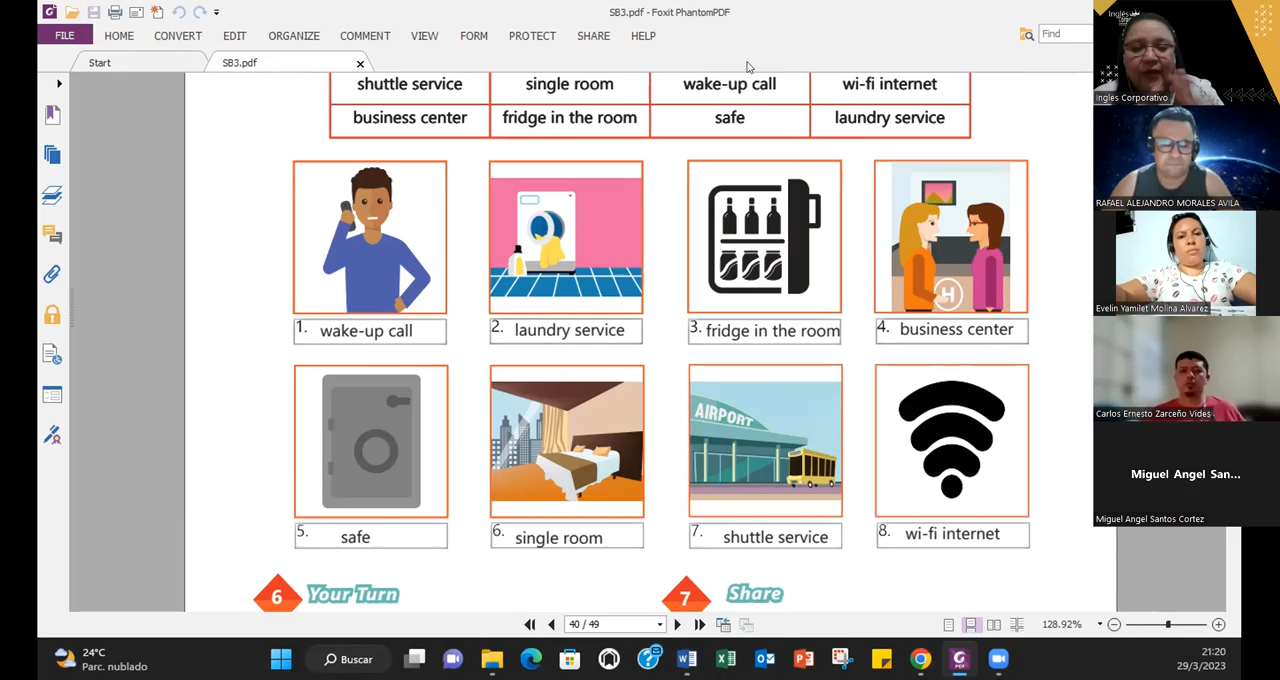 SB3.pdf - Foxit PhantomPDF
FILE HOME CONVERT EDIT ORGANIZE COMMENT VIEW FORM PROTECT SHARE HELP
Find
Start
SB3.pdf
shuttle service single room wake-up call wi-fi internet
business center fridge in the room safe laundry service
H
1. wake-up call
2. laundry service
3. fridge in the room
4. business center
AIRPORT
5. safe
6. single room
7. shuttle service
8. wi-fi internet
6 Your Turn
7 Share
40 / 49
128.92%
Inglés
Ingles Corporativo
RAFAEL ALEJANDRO MORALES AVILA
Evelin Yamilet Molina Alvarez
Carlos Ernesto Zarceño Vides
Miguel Angel San...
Miguel Angel Santos Cortez
24°C
Parc. nublado
Buscar
21:20
29/3/2023